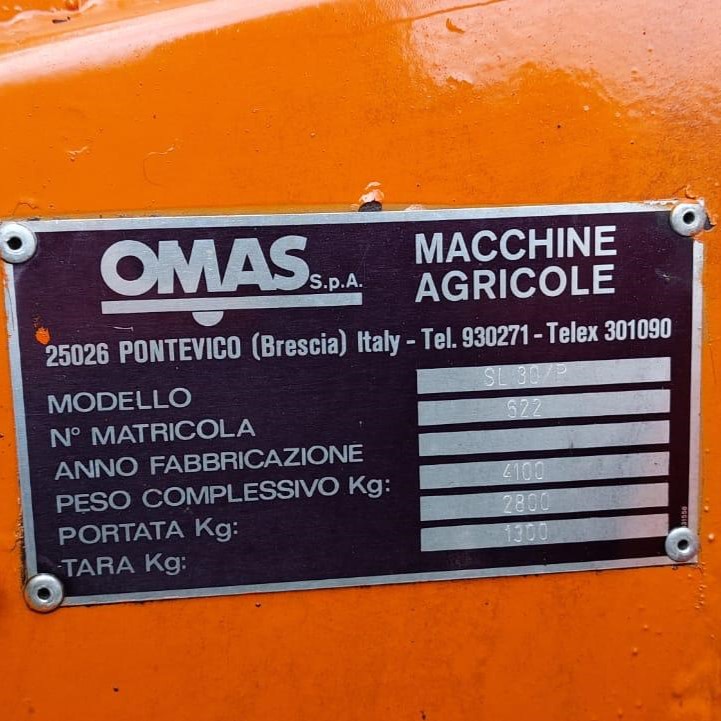 OMAS S.p.A.
MACCHINE
AGRICOLE
25026 PONTEVICO (Brescia) Italy - Tel. 930271 - Telex 301090
MODELLO SL 30/P
N° MATRICOLA 622
ANNO FABBRICAZIONE
PESO COMPLESSIVO Kg: 4100
PORTATA Kg: 2800
TARA Kg: 1300